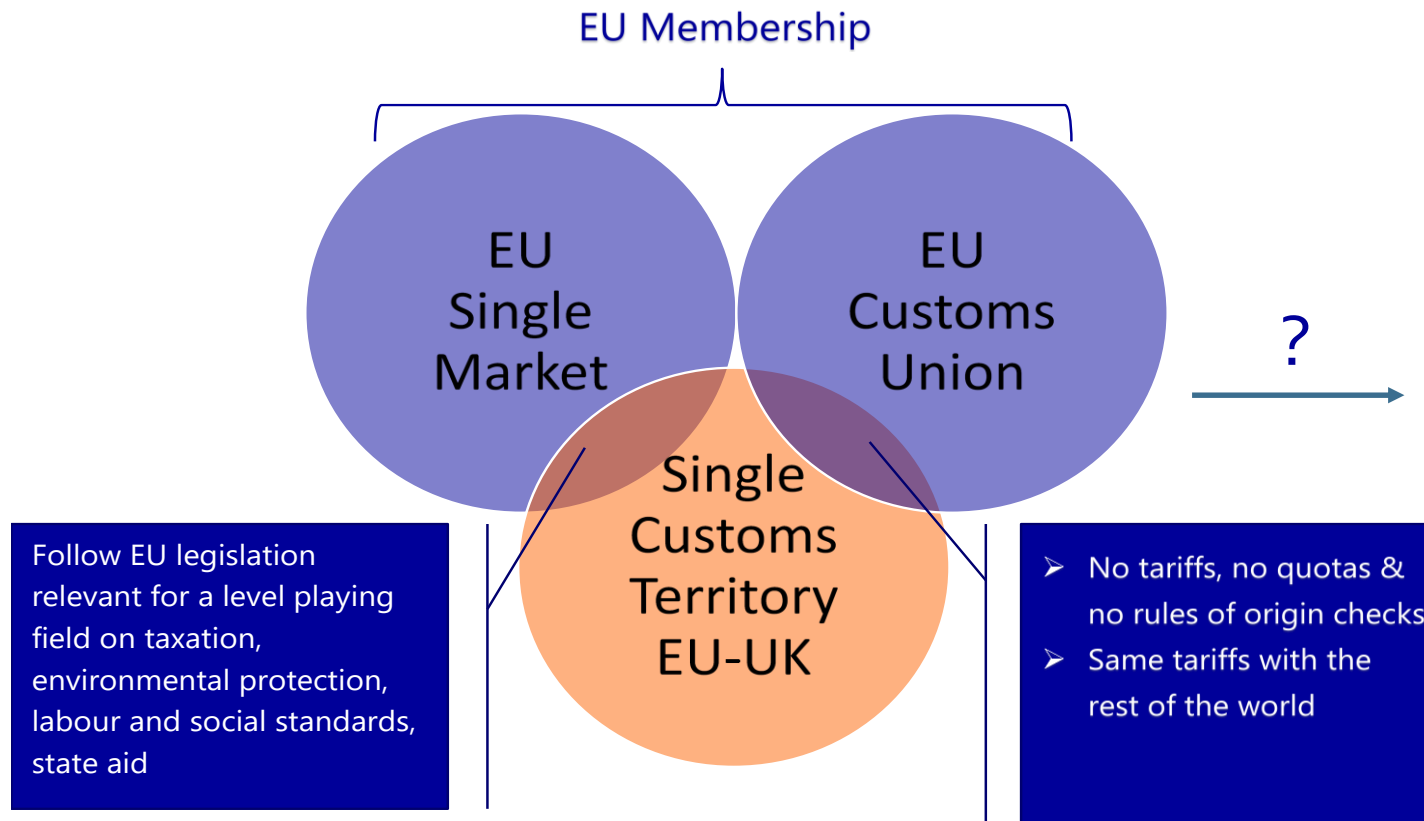 EU Membership
EU
Single
Market
EU
Customs
Union
?
Single
Customs
Territory
EU-UK
Follow EU legislation
relevant for a level playing
field on taxation,
environmental protection,
labour and social standards,
state aid
➢ No tariffs, no quotas &
no rules of origin checks
➢ Same tariffs with the
rest of the world